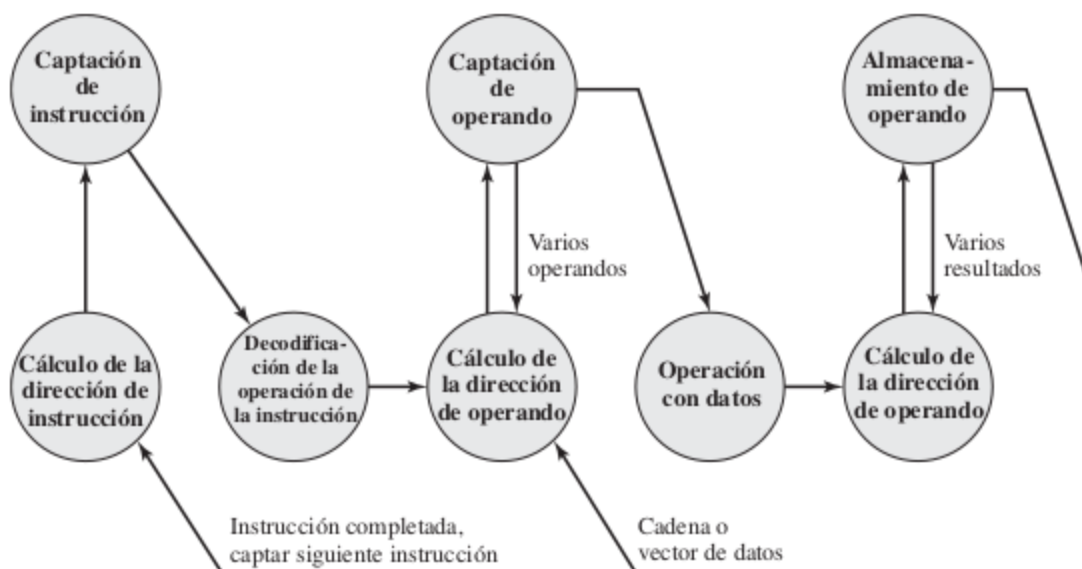 Captación
de
instrucción
Captación
de
operando
Almacena-
miento de
operando
Varios
operandos
Varios
resultados
Cálculo de la
dirección de
instrucción
Decodifica-
ción de la
operación de
la instrucción
Cálculo de
la dirección
de operando
Operación
con datos
Cálculo de
la dirección
de operando
Instrucción completada,
captar siguiente instrucción
Cadena o
vector de datos